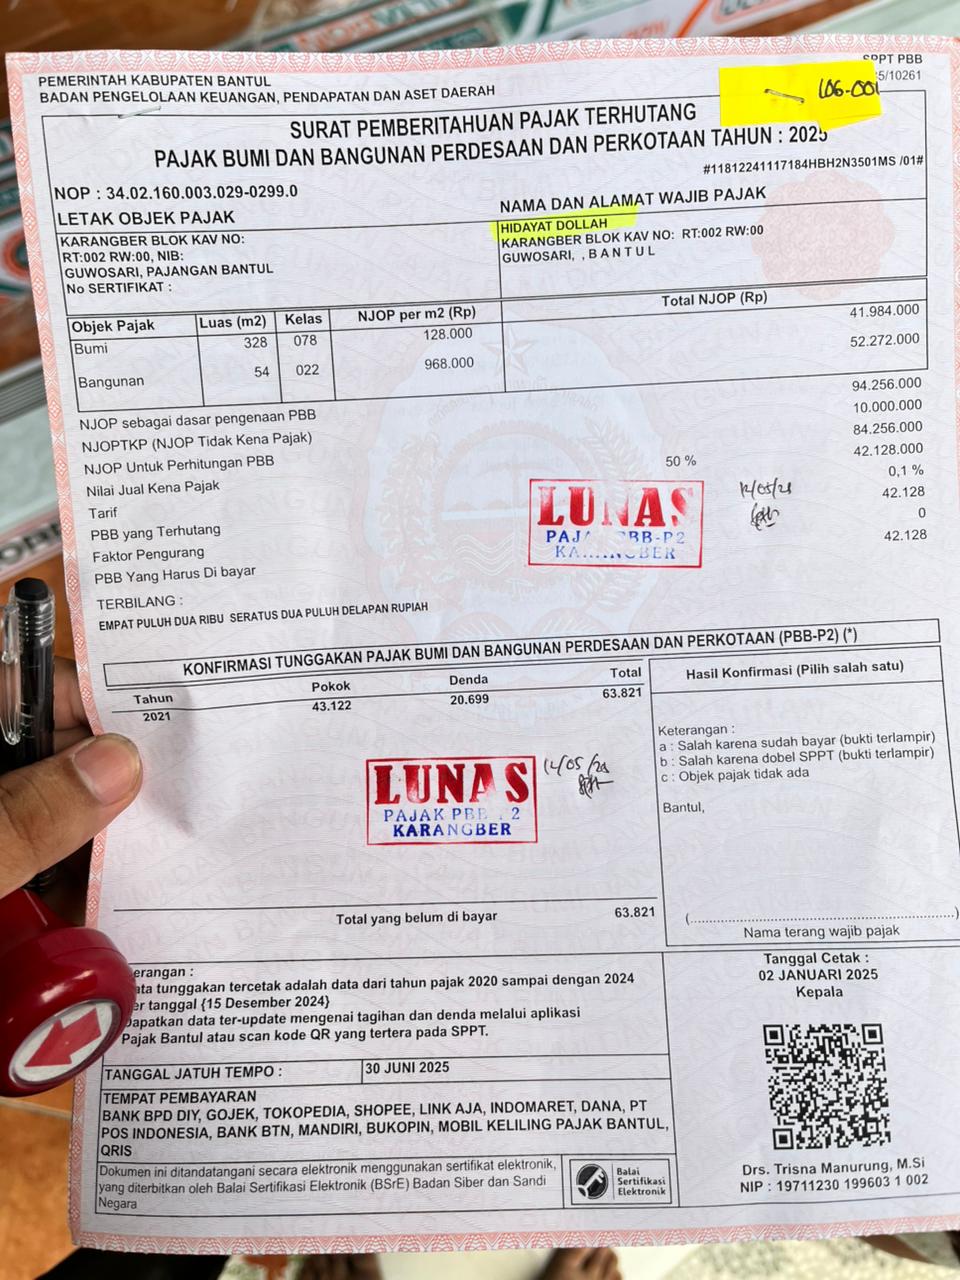 PEMERINTAH KABUPATEN BANTUL
BADAN PENGELOLAAN KEUANGAN, PENDAPATAN DAN ASET DAERAH
SPPT PBB
5/10261
L06-001
SURAT PEMBERITAHUAN PAJAK TERHUTANG
PAJAK BUMI DAN BANGUNAN PERDESAAN DAN PERKOTAAN TAHUN : 2025
#11812241117184HBH2N3501MS /01#
NOP : 34.02.160.003.029-0299.0
LETAK OBJEK PAJAK
KARANGBER BLOK KAV NO:
RT:002 RW:00, NIB:
GUWOSARI, PAJANGAN BANTUL
No SERTIFIKAT :
NAMA DAN ALAMAT WAJIB PAJAK
HIDAYAT DOLLAH
KARANGBER BLOK KAV NO: RT:002 RW:00
GUWOSARI, , B A N T U L
Objek Pajak Luas (m2) Kelas NJOP per m2 (Rp) Total NJOP (Rp)
Bumi 328 078 128.000 41.984.000
Bangunan 54 022 968.000 52.272.000
NJOP sebagai dasar pengenaan PBB 94.256.000
NJOPTKP (NJOP Tidak Kena Pajak) 10.000.000
NJOP Untuk Perhitungan PBB 84.256.000
Nilai Jual Kena Pajak 50 % 42.128.000
Tarif 0,1 %
PBB yang Terhutang 42.128
Faktor Pengurang 0
PBB Yang Harus Di bayar 42.128
LUNAS
PBB-P2
TERBILANG :
EMPAT PULUH DUA RIBU SERATUS DUA PULUH DELAPAN RUPIAH
KONFIRMASI TUNGGAKAN PAJAK BUMI DAN BANGUNAN PERDESAAN DAN PERKOTAAN (PBB-P2) (*)
Tahun Pokok Denda Total
2021 43.122 20.699 63.821
LUNAS
PAJAK PBB 2
KARANGBER
Total yang belum di bayar 63.821
Hasil Konfirmasi (Pilih salah satu)
Keterangan :
a : Salah karena sudah bayar (bukti terlampir)
b : Salah karena dobel SPPT (bukti terlampir)
c : Objek pajak tidak ada
Bantul,
(..........................................................)
Nama terang wajib pajak
erangan :
ata tunggakan tercetak adalah data dari tahun pajak 2020 sampai dengan 2024
er tanggal {15 Desember 2024}
Dapatkan data ter-update mengenai tagihan dan denda melalui aplikasi
Pajak Bantul atau scan kode QR yang tertera pada SPPT.
TANGGAL JATUH TEMPO : 30 JUNI 2025
TEMPAT PEMBAYARAN
BANK BPD DIY, GOJEK, TOKOPEDIA, SHOPEE, LINK AJA, INDOMARET, DANA, PT
POS INDONESIA, BANK BTN, MANDIRI, BUKOPIN, MOBIL KELILING PAJAK BANTUL,
QRIS
Dokumen ini ditandatangani secara elektronik menggunakan sertifikat elektronik,
yang diterbitkan oleh Balai Sertifikasi Elektronik (BSrE) Badan Siber dan Sandi
Negara
Balai
Sertifikasi
Elektronik
Tanggal Cetak :
02 JANUARI 2025
Kepala
Drs. Trisna Manurung, M.Si
NIP : 19711230 199603 1 002